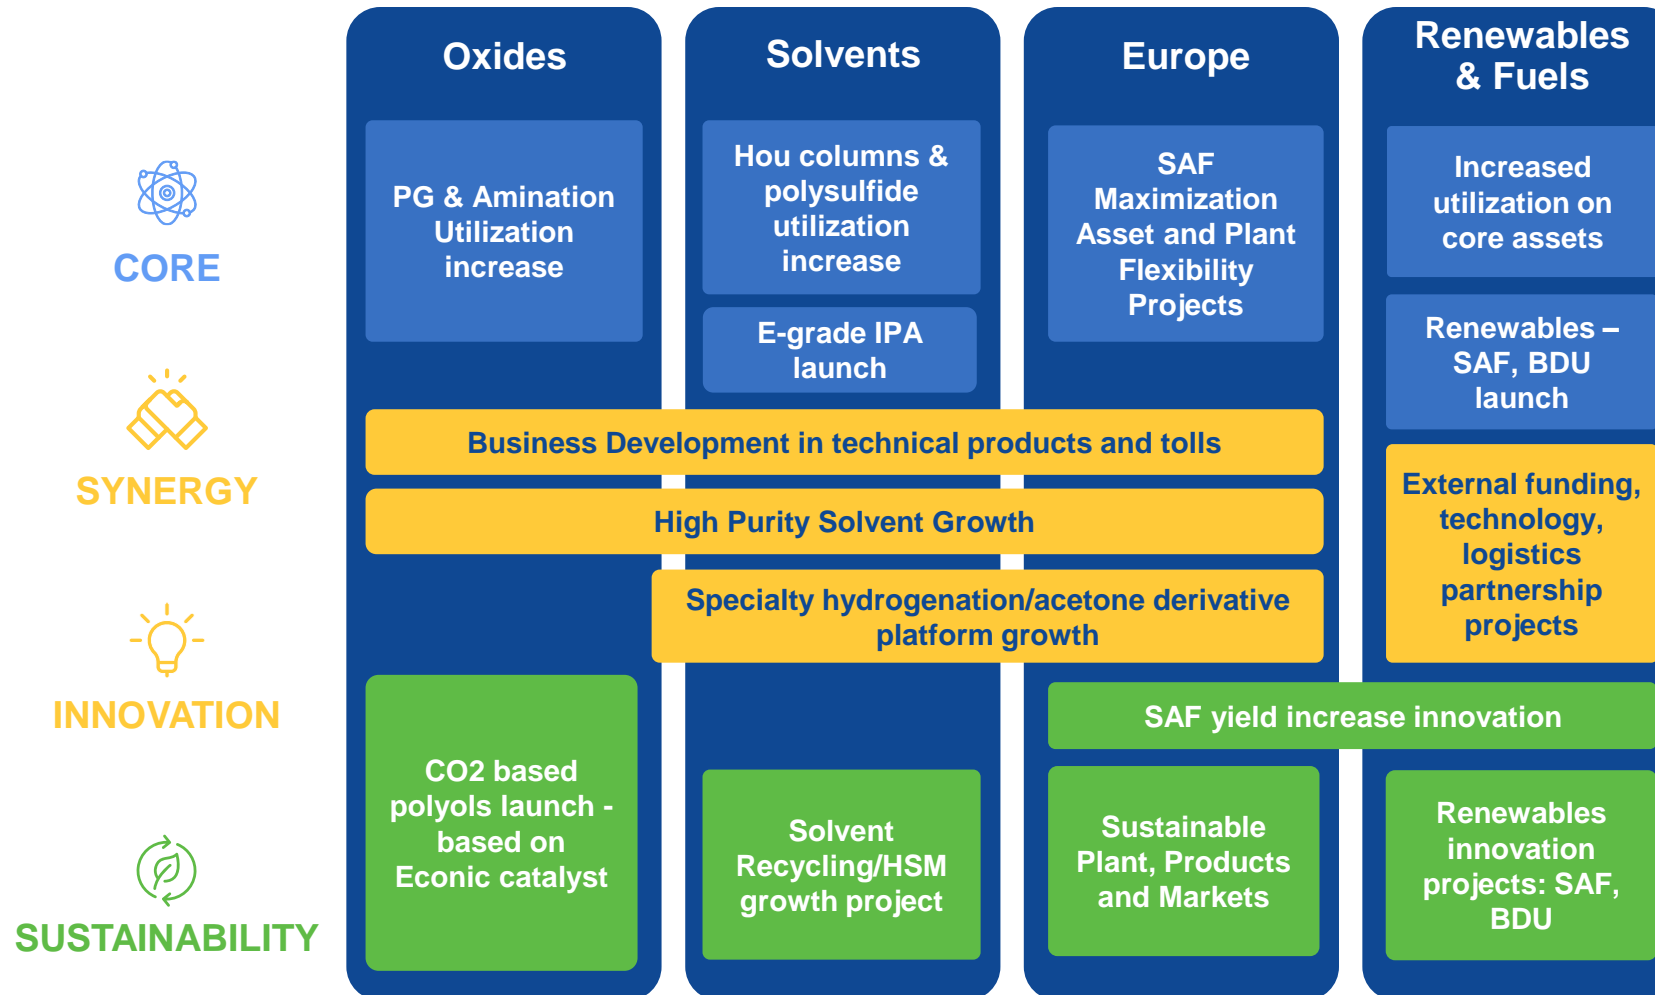 Oxides
Solvents
Europe
Renewables
& Fuels
CORE
SYNERGY
INNOVATION
SUSTAINABILITY
PG & Amination
Utilization
increase
Hou columns &
polysulfide
utilization
increase
E-grade IPA
launch
SAF
Maximization
Asset and Plant
Flexibility
Projects
Increased
utilization on
core assets
Renewables –
SAF, BDU
launch
Business Development in technical products and tolls
High Purity Solvent Growth
Specialty hydrogenation/acetone derivative
platform growth
External funding,
technology,
logistics
partnership
projects
SAF yield increase innovation
CO2 based
polyols launch -
based on
Econic catalyst
Solvent
Recycling/HSM
growth project
Sustainable
Plant, Products
and Markets
Renewables
innovation
projects: SAF,
BDU